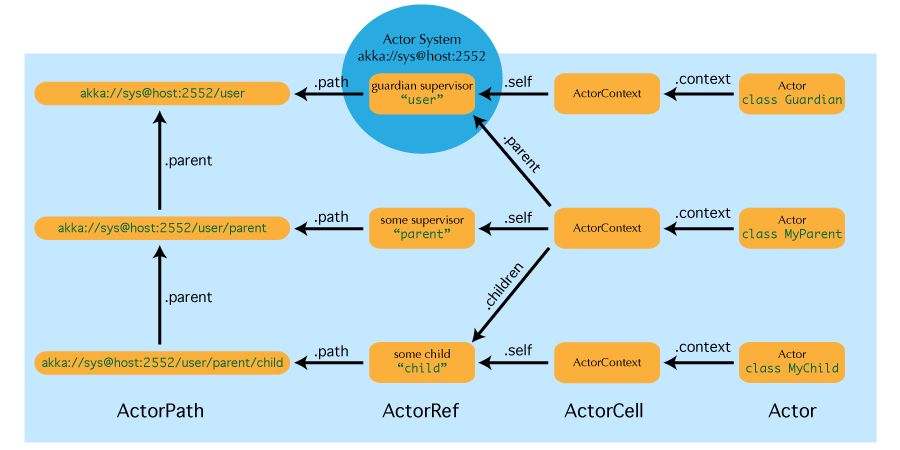 Actor System
akka://sys@host:2552
akka://sys@host:2552/user
.path
guardian supervisor
“user”
.self
ActorContext
.context
Actor
class Guardian
.parent
.parent
akka://sys@host:2552/user/parent
.path
some supervisor
“parent”
.self
ActorContext
.context
Actor
class MyParent
.parent
.children
akka://sys@host:2552/user/parent/child
.path
some child
“child”
.self
ActorContext
.context
Actor
class MyChild
ActorPath
ActorRef
ActorCell
Actor